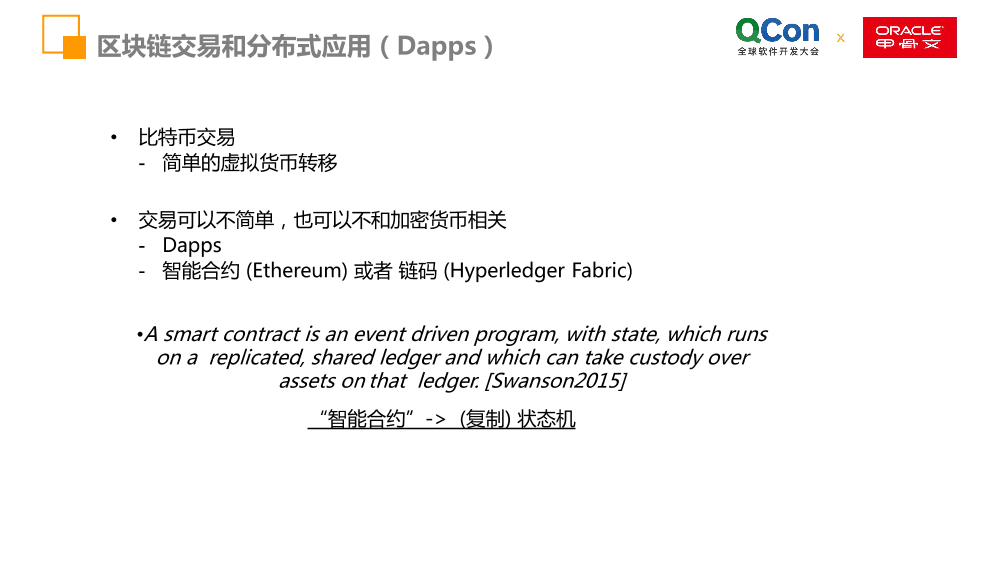 区块链交易和分布式应用（Dapps）
QCon
全球软件开发大会
x
ORACLE
甲骨文
• 比特币交易
- 简单的虚拟货币转移
• 交易可以不简单，也可以不和加密货币相关
- Dapps
- 智能合约 (Ethereum) 或者 链码 (Hyperledger Fabric)
•A smart contract is an event driven program, with state, which runs
on a replicated, shared ledger and which can take custody over
assets on that ledger. [Swanson2015]
“智能合约” -> (复制) 状态机